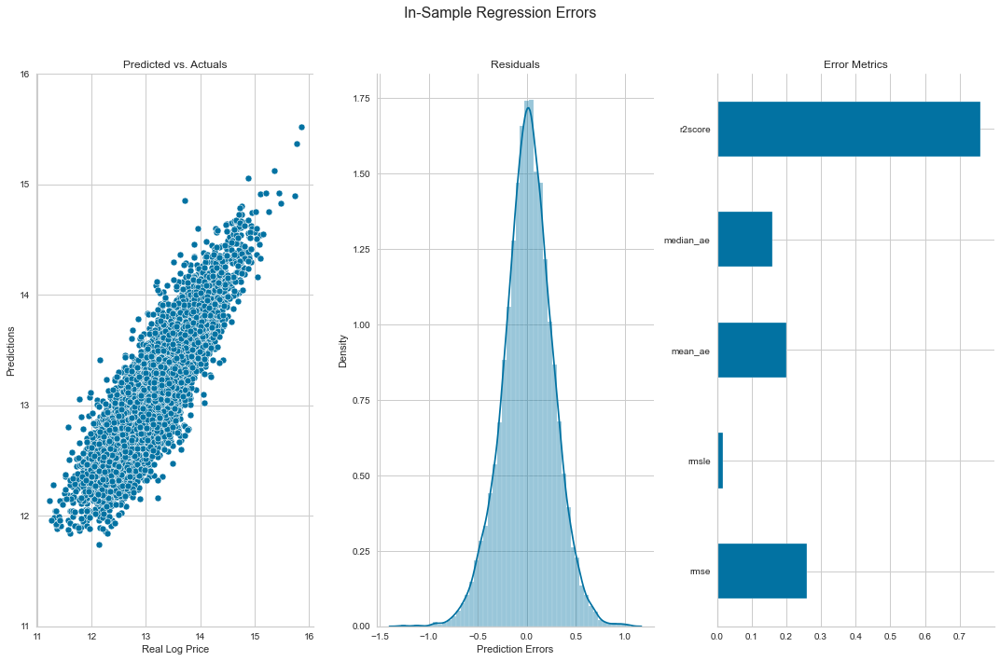 In-Sample Regression Errors
Predicted vs. Actuals
16
15
14
13
12
11
Predictions
11 12 13 14 15 16
Real Log Price
Residuals
1.75
1.50
1.25
1.00
0.75
0.50
0.25
0.00
Density
−1.5 −1.0 −0.5 0.0 0.5 1.0
Prediction Errors
Error Metrics
r2score
median_ae
mean_ae
rmsle
rmse
0.0 0.1 0.2 0.3 0.4 0.5 0.6 0.7